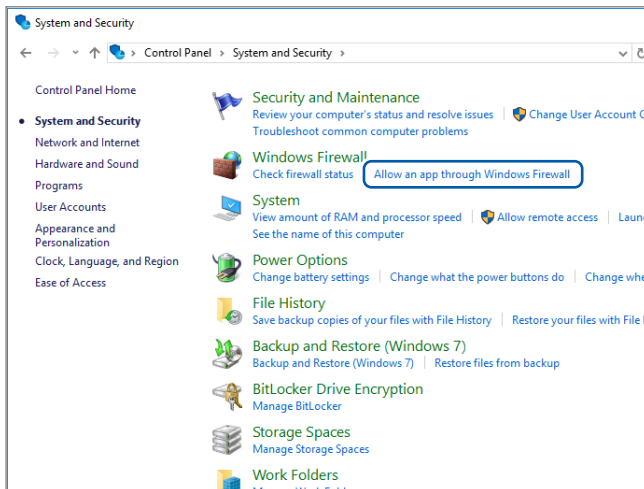 System and Security
Control Panel > System and Security >
Control Panel Home
System and Security
Network and Internet
Hardware and Sound
Programs
User Accounts
Appearance and
Personalization
Clock, Language, and Region
Ease of Access
Security and Maintenance
Review your computer's status and resolve issues | Change User Account
Troubleshoot common computer problems
Windows Firewall
Check firewall status | Allow an app through Windows Firewall
System
View amount of RAM and processor speed | Allow remote access
See the name of this computer
Power Options
Change battery settings | Change what the power buttons do | Change
File History
Save backup copies of your files with File History | Restore your files with File
Backup and Restore (Windows 7)
Backup and Restore (Windows 7) | Restore files from backup
BitLocker Drive Encryption
Manage BitLocker
Storage Spaces
Manage Storage Spaces
Work Folders